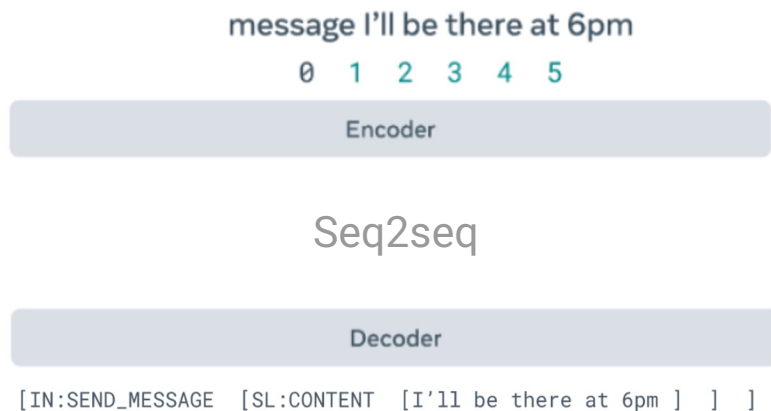 message I’ll be there at 6pm
0 1 2 3 4 5
Encoder
Seq2seq
Decoder
[IN:SEND_MESSAGE [SL:CONTENT [I’ll be there at 6pm ] ] ]